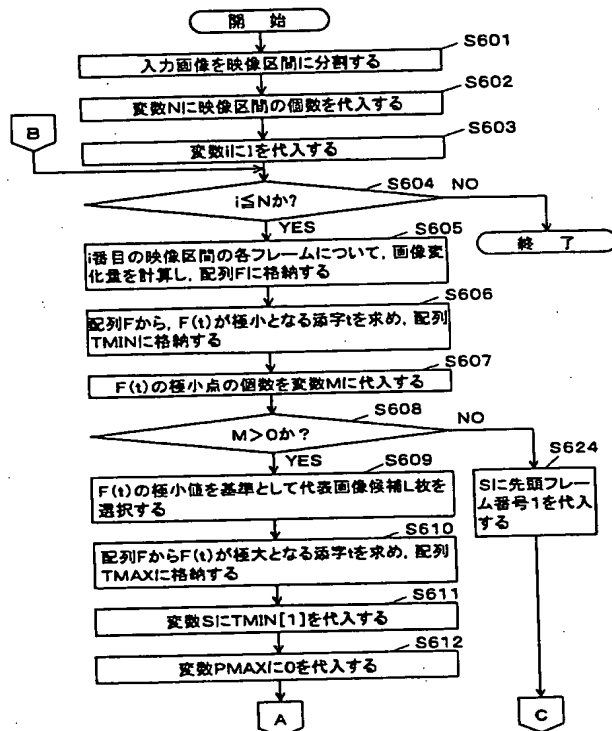 開　始
S601
入力画像を映像区間に分割する
S602
変数Nに映像区間の個数を代入する
B
S603
変数iに1を代入する
S604
i≦Nか?
NO
YES
終　了
S605
i番目の映像区間の各フレームについて,画像変
化量を計算し,配列Fに格納する
S606
配列Fから,F(t)が極小となる添字tを求め,配列
TMINに格納する
S607
F(t)の極小点の個数を変数Mに代入する
S608
M>0か?
NO
YES
S624
Sに先頭フレ
ーム番号1を代入
する
S609
F(t)の極小値を基準として代表画像候補L枚を
選択する
S610
配列FからF(t)が極大となる添字tを求め,配列
TMAXに格納する
S611
変数SにTMIN[1]を代入する
S612
変数PMAXに0を代入する
A
C